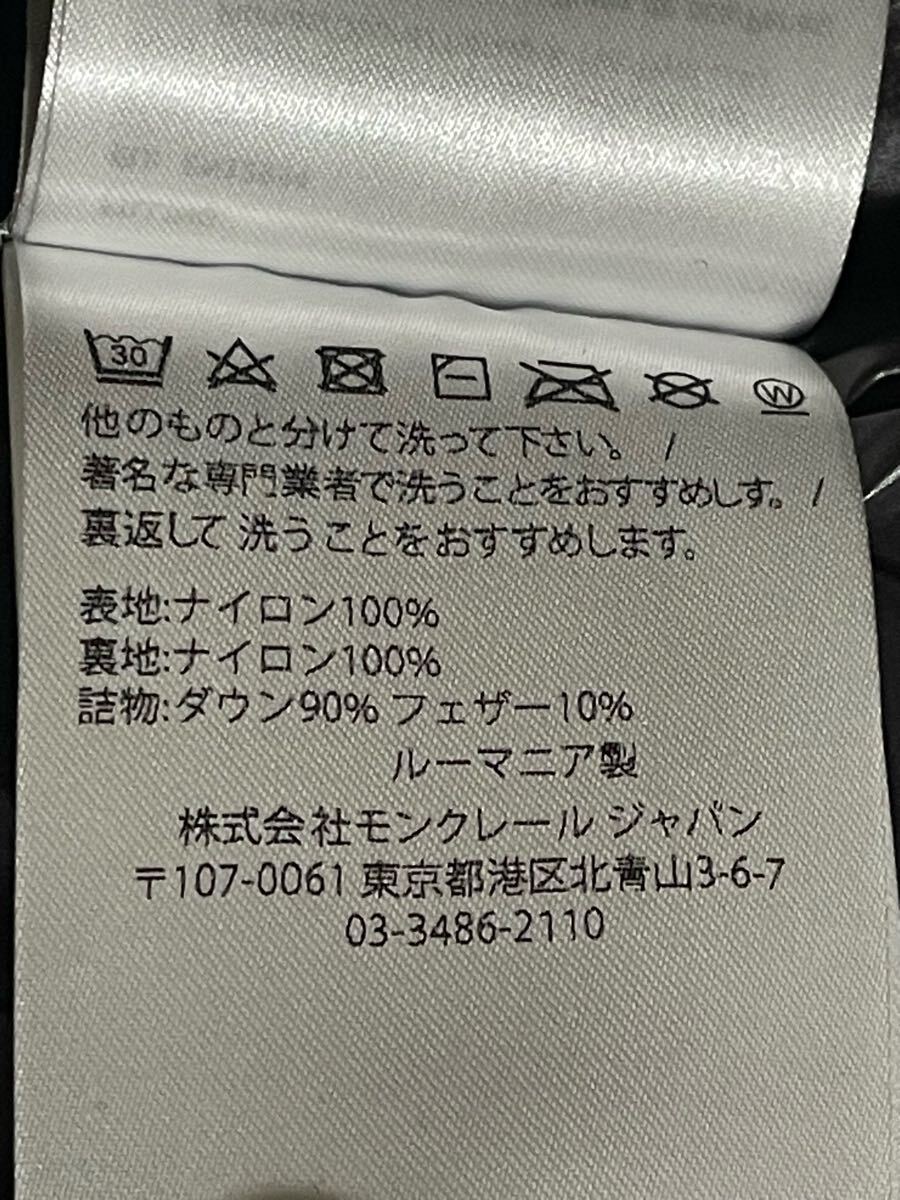 30
W
他のものと分けて洗って下さい。 /
著名な専門業者で洗うことをおすすめしす。 /
裏返して 洗うことをおすすめします。
表地:ナイロン100%
裏地:ナイロン100%
詰物:ダウン90% フェザー10%
ルーマニア製
株式会社モンクレール ジャパン
〒107-0061 東京都港区北青山3-6-7
03-3486-2110